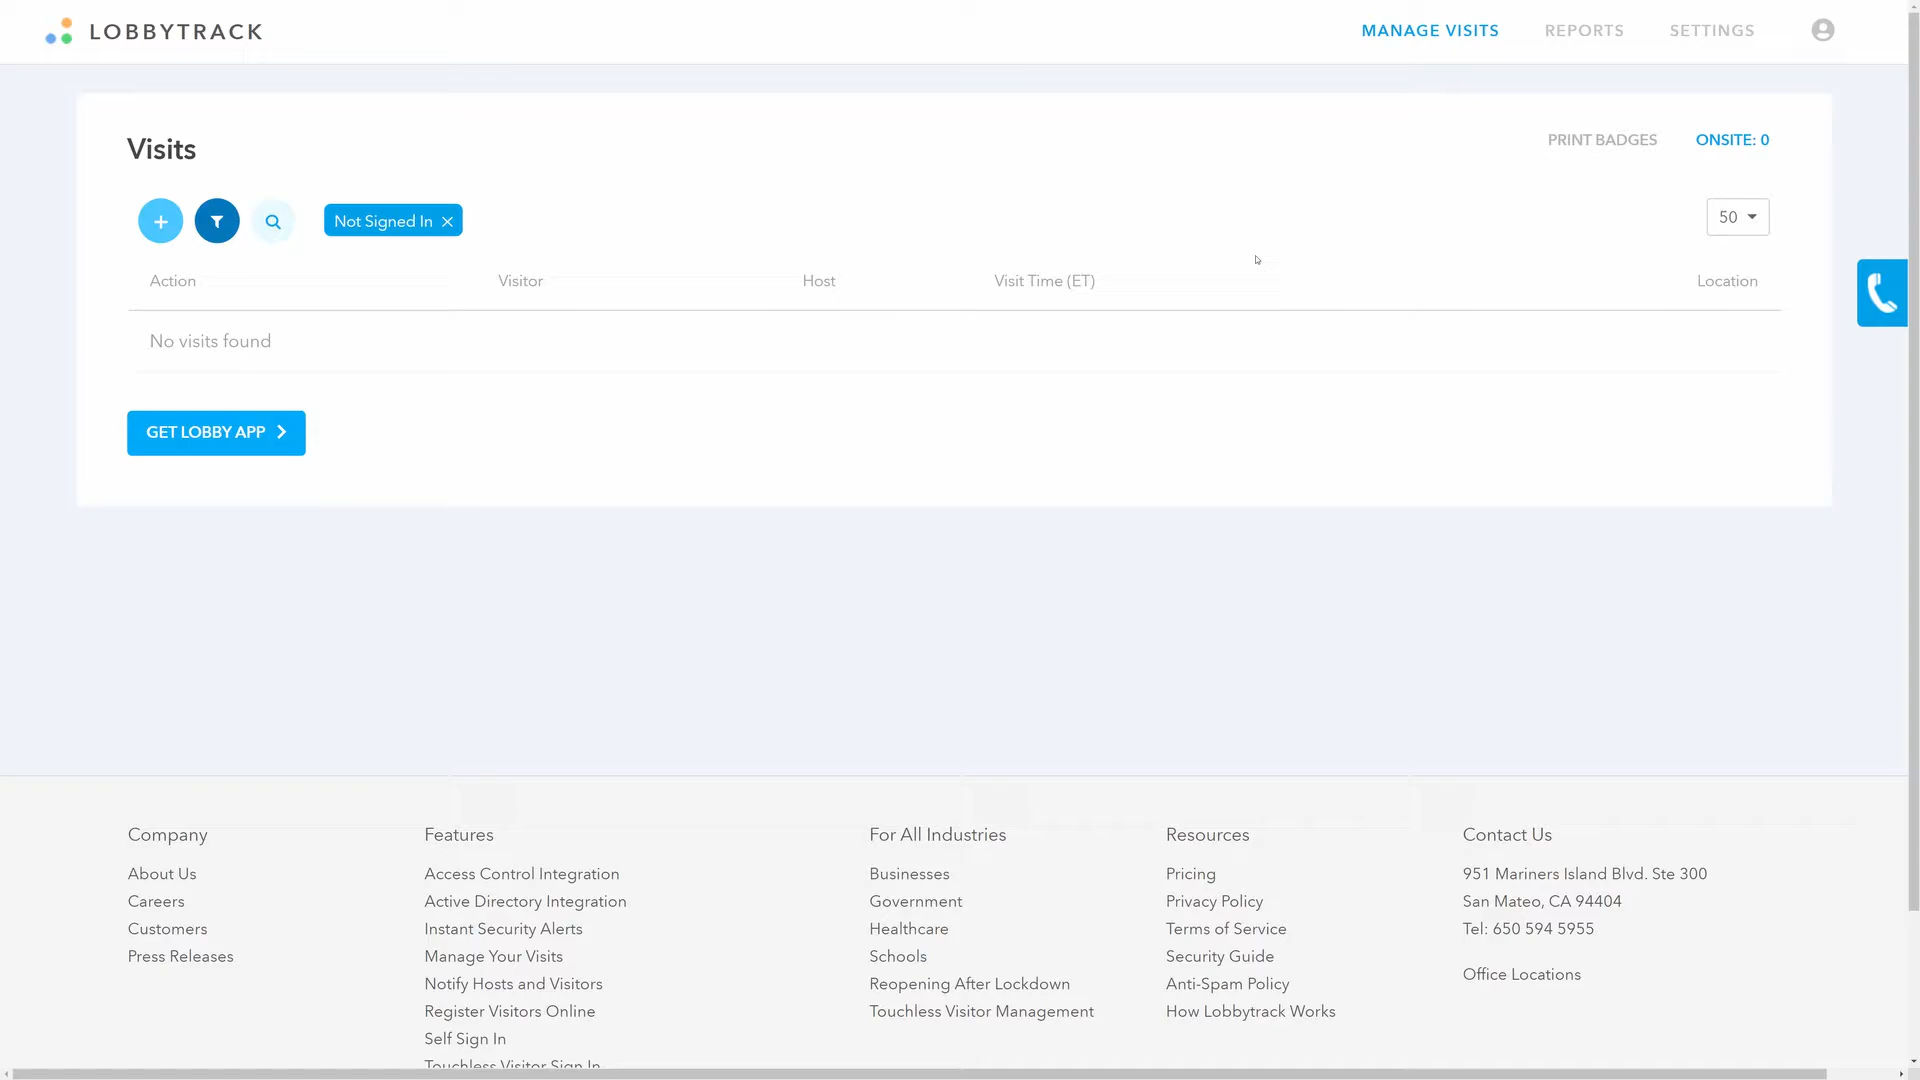 LOBBYTRACK
MANAGE VISITS
REPORTS
SETTINGS
Visits
PRINT BADGES
ONSITE: 0
Not Signed In
50
Action
Visitor
Host
Visit Time (ET)
Location
No visits found
GET LOBBY APP
Company
About Us
Careers
Customers
Press Releases
Features
Access Control Integration
Active Directory Integration
Instant Security Alerts
Manage Your Visits
Notify Hosts and Visitors
Register Visitors Online
Self Sign In
Touchless Visitor Sign In
For All Industries
Businesses
Government
Healthcare
Schools
Reopening After Lockdown
Touchless Visitor Management
Resources
Pricing
Privacy Policy
Terms of Service
Security Guide
Anti-Spam Policy
How Lobbytrack Works
Contact Us
951 Mariners Island Blvd. Ste 300
San Mateo, CA 94404
Tel: 650 594 5955
Office Locations